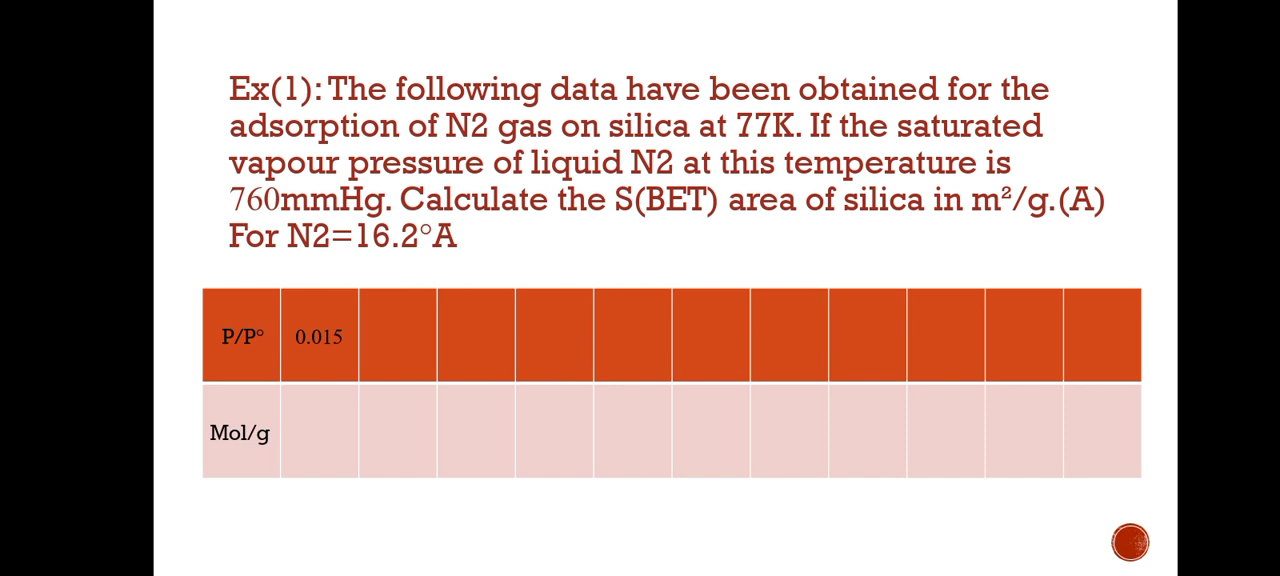 Ex(1): The following data have been obtained for the
adsorption of N2 gas on silica at 77K. If the saturated
vapour pressure of liquid N2 at this temperature is
760mmHg. Calculate the S(BET) area of silica in m²/g.(A)
For N2=16.2°A
P/P° 0.015
Mol/g